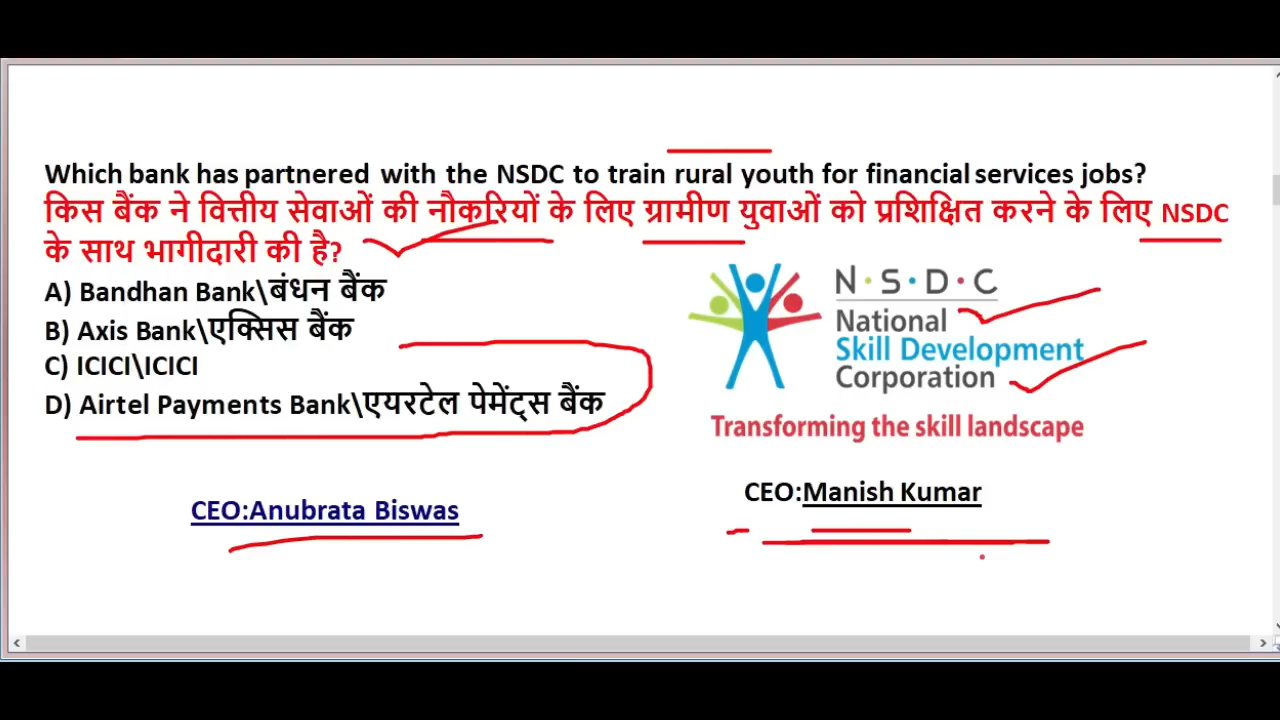 Which bank has partnered with the NSDC to train rural youth for financial services jobs?
किस बैंक ने वित्तीय सेवाओं की नौकरियों के लिए ग्रामीण युवाओं को प्रशिक्षित करने के लिए NSDC
के साथ भागीदारी की है?
A) Bandhan Bank\बंधन बैंक
B) Axis Bank\एक्सिस बैंक
C) ICICI\ICICI
D) Airtel Payments Bank\एयरटेल पेमेंट्स बैंक
N·S·D·C
National
Skill Development
Corporation
Transforming the skill landscape
CEO:Anubrata Biswas
CEO:Manish Kumar